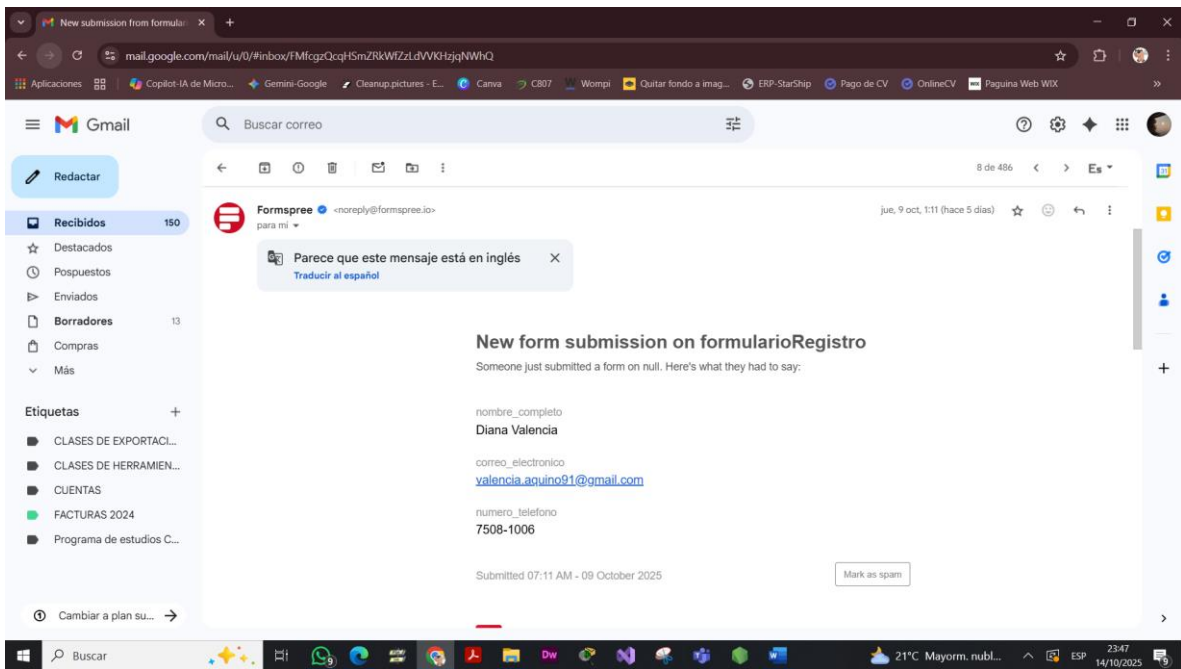 New submission from formulari
mail.google.com/mail/u/0/#inbox/FMfcgzQcqHSmZRkWfZzLdVVKHzjqNWhQ
Aplicaciones Copilot-IA de Micro... Gemini-Google Cleanup.pictures - E... Canva C807 Wompi Quitar fondo a imag... ERP-StarShip Pago de CV OnlineCV Paguina Web WIX »
Gmail
Buscar correo
Redactar
8 de 486
Es
Recibidos 150
Destacados
Pospuestos
Enviados
Borradores 13
Compras
Más
Etiquetas +
CLASES DE EXPORTACI...
CLASES DE HERRAMIEN...
CUENTAS
FACTURAS 2024
Programa de estudios C...
Cambiar a plan su...
Formspree <noreply@formspree.io>
jue, 9 oct, 1:11 (hace 5 días)
para mí
Parece que este mensaje está en inglés
Traducir al español
New form submission on formularioRegistro
Someone just submitted a form on null. Here's what they had to say:
nombre_completo
Diana Valencia
correo_electronico
valencia.aquino91@gmail.com
numero_telefono
7508-1006
Submitted 07:11 AM - 09 October 2025
Mark as spam
Buscar
21°C Mayorm. nubl...
ESP
23:47
14/10/2025